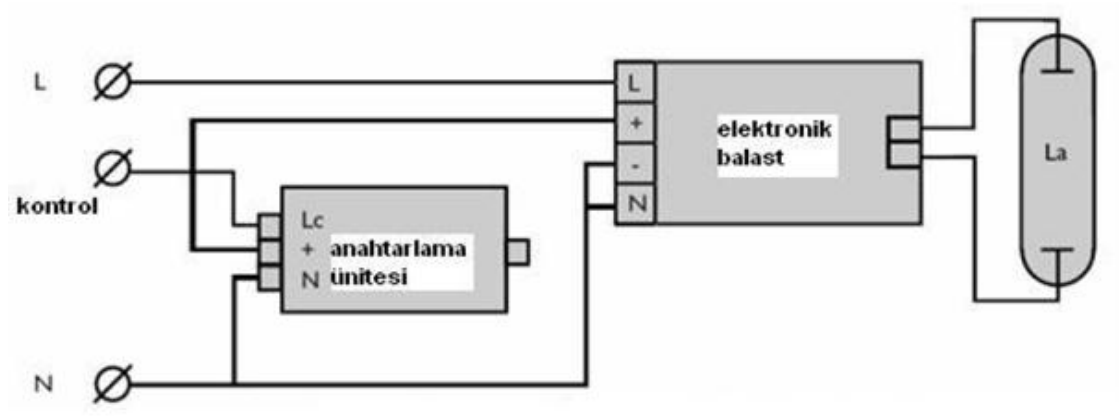 L
kontrol
N
Lc
+ anahtarlama
N ünitesi
L
+
-
N
elektronik
balast
La